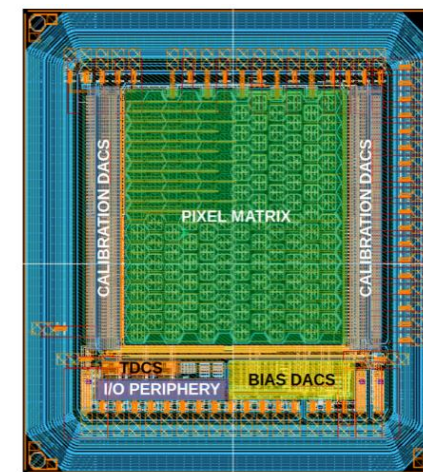 CALIBRATION DACS
PIXEL MATRIX
CALIBRATION DACS
TDCS
I/O PERIPHERY
BIAS DACS